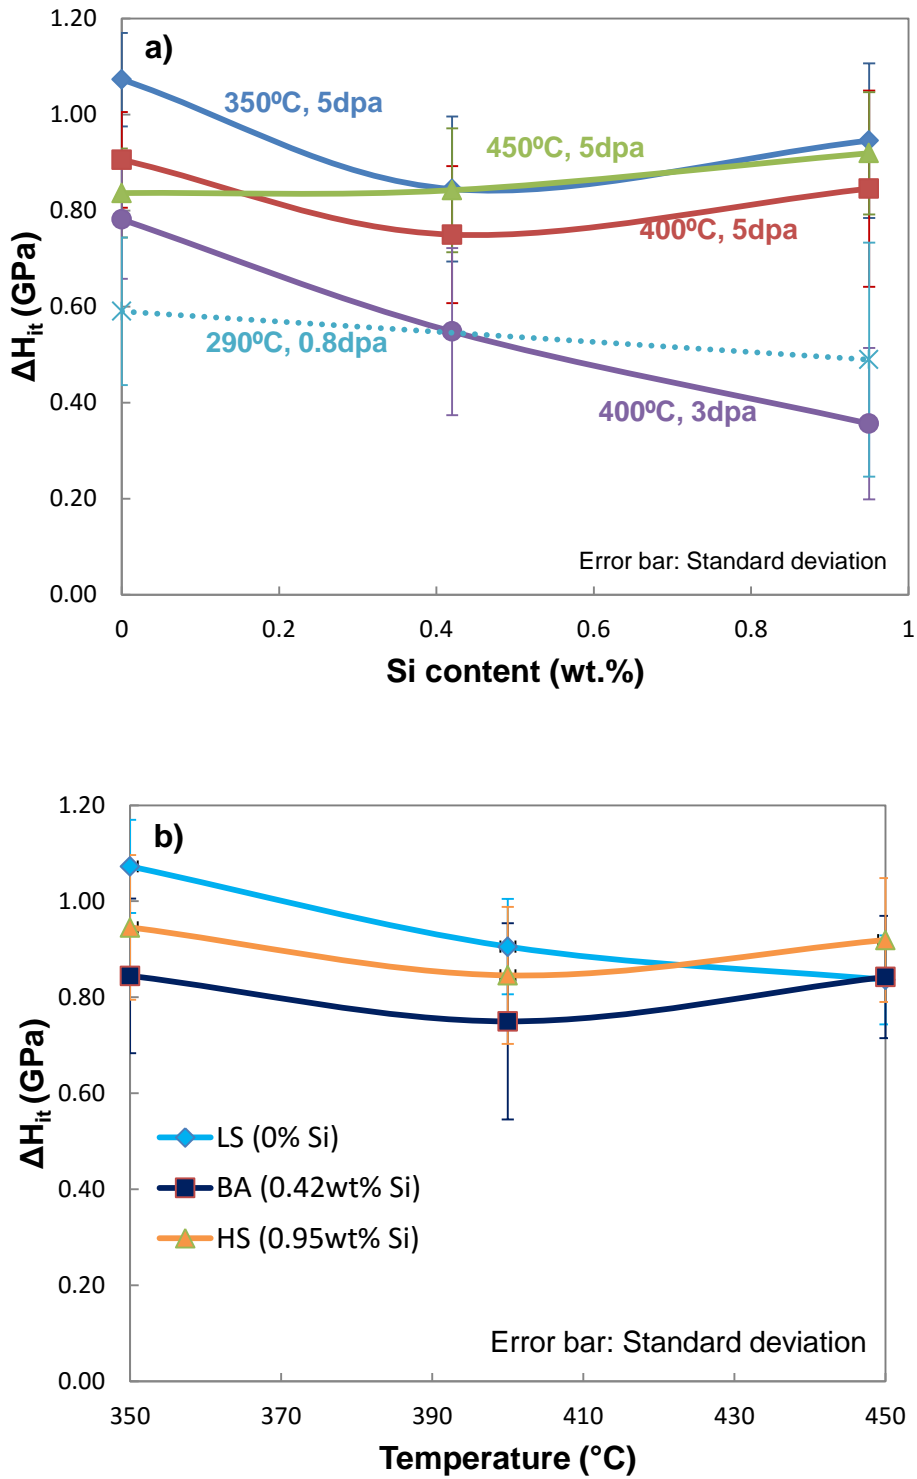 1.20
a)
350ºC, 5dpa
1.00
450ºC, 5dpa
0.80
400ºC, 5dpa
ΔHit (GPa)
0.60
290ºC, 0.8dpa
400ºC, 3dpa
0.40
0.20
Error bar: Standard deviation
0.00
0 0.2 0.4 0.6 0.8 1
Si content (wt.%)
1.20
b)
1.00
0.80
ΔHit (GPa)
0.60
LS (0% Si)
BA (0.42wt% Si)
0.40
HS (0.95wt% Si)
0.20
Error bar: Standard deviation
0.00
350 370 390 410 430 450
Temperature (°C)